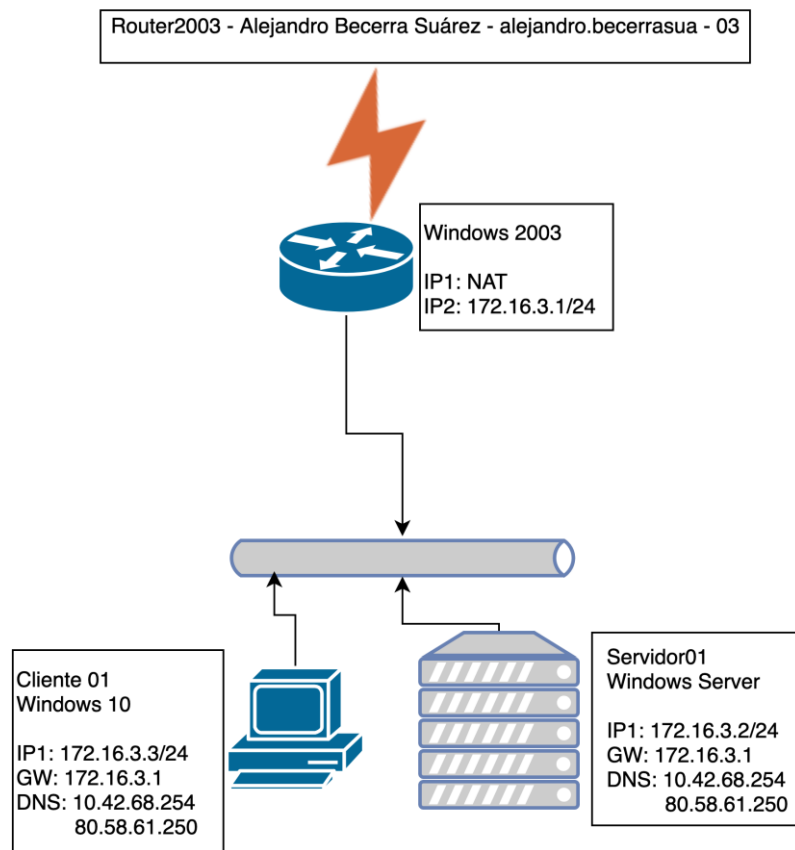 Router2003 - Alejandro Becerra Suárez - alejandro.becerrasua - 03
Windows 2003
IP1: NAT
IP2: 172.16.3.1/24
Cliente 01
Windows 10
IP1: 172.16.3.3/24
GW: 172.16.3.1
DNS: 10.42.68.254
80.58.61.250
Servidor01
Windows Server
IP1: 172.16.3.2/24
GW: 172.16.3.1
DNS: 10.42.68.254
80.58.61.250